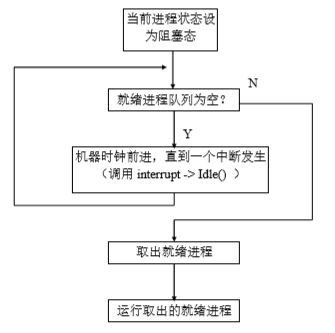 当前进程状态设
为阻塞态
就绪进程队列为空?
N
Y
机器时钟前进，直到一个中断发生
（调用 interrupt -> Idle() ）
取出就绪进程
运行取出的就绪进程